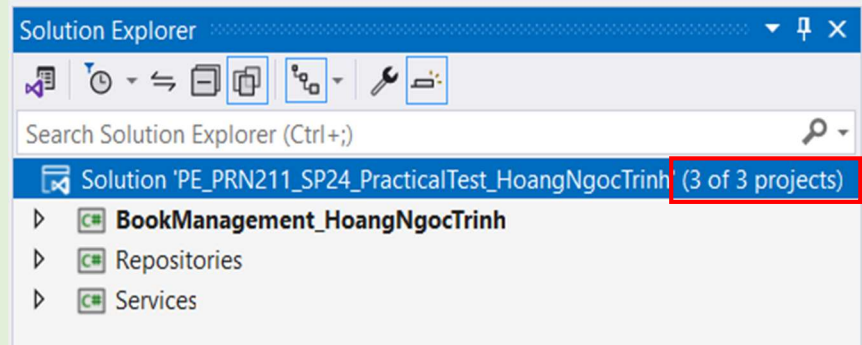 Solution Explorer
Search Solution Explorer (Ctrl+;)
Solution 'PE_PRN211_SP24_PracticalTest_HoangNgocTrinh' (3 of 3 projects)
C# BookManagement_HoangNgocTrinh
C# Repositories
C# Services